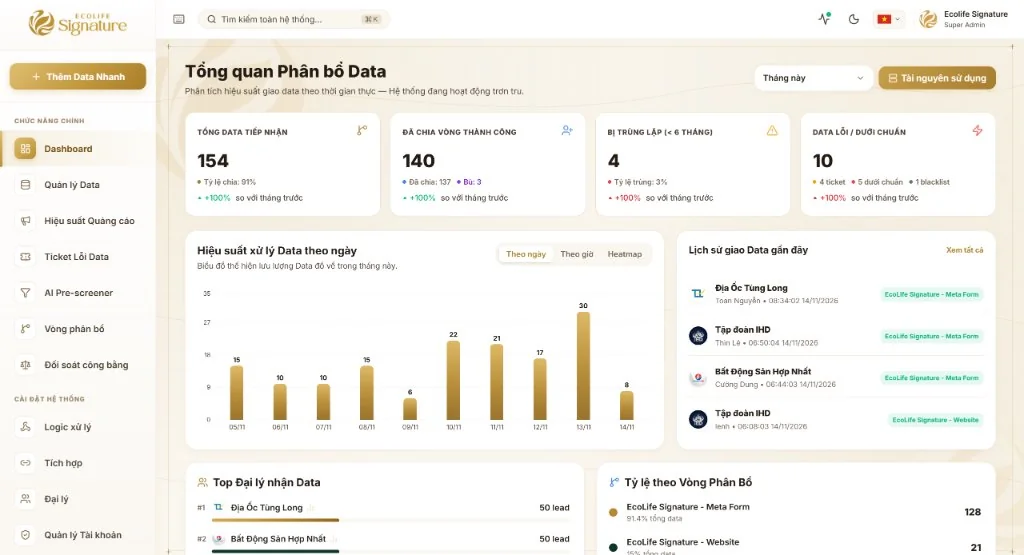 ECOLIFE
Signature
Tìm kiếm toàn hệ thống...
⌘K
Ecolife Signature
Super Admin
+ Thêm Data Nhanh
CHỨC NĂNG CHÍNH
Dashboard
Quản lý Data
Hiệu suất Quảng cáo
Ticket Lỗi Data
AI Pre-screener
Vòng phân bổ
Đối soát công bằng
CÀI ĐẶT HỆ THỐNG
Logic xử lý
Tích hợp
Đại lý
Quản lý Tài khoản
Tổng quan Phân bổ Data
Phân tích hiệu suất giao data theo thời gian thực — Hệ thống đang hoạt động trơn tru.
Tháng này
Tài nguyên sử dụng
TỔNG DATA TIẾP NHẬN
154
Tỷ lệ chia: 91%
+100% so với tháng trước
ĐÃ CHIA VÒNG THÀNH CÔNG
140
Đã chia: 137 Bù: 3
+100% so với tháng trước
BỊ TRÙNG LẶP (< 6 THÁNG)
4
Tỷ lệ trùng: 3%
+100% so với tháng trước
DATA LỖI / DƯỚI CHUẨN
10
4 ticket 5 dưới chuẩn 1 blacklist
+100% so với tháng trước
Hiệu suất xử lý Data theo ngày
Biểu đồ thể hiện lưu lượng Data đổ về trong tháng này.
Theo ngày Theo giờ Heatmap
35
27
18
9
0
15 10 10 15 6 22 21 17 30 8
05/11 06/11 07/11 08/11 09/11 10/11 11/11 12/11 13/11 14/11
Lịch sử giao Data gần đây
Xem tất cả
Địa Ốc Tùng Long
Toàn Nguyễn • 08:34:02 14/11/2026
EcoLife Signature - Meta Form
Tập đoàn IHD
Thìn Lê • 06:50:04 14/11/2026
EcoLife Signature - Meta Form
Bất Động Sản Hợp Nhất
Cường Dung • 06:44:03 14/11/2026
EcoLife Signature - Meta Form
Tập đoàn IHD
lenh • 06:08:03 14/11/2026
EcoLife Signature - Website
Top Đại lý nhận Data
#1 Địa Ốc Tùng Long 50 lead
#2 Bất Động Sản Hợp Nhất 50 lead
Tỷ lệ theo Vòng Phân Bổ
EcoLife Signature - Meta Form
91.4% tổng data
128
EcoLife Signature - Website
15% tổng data
21